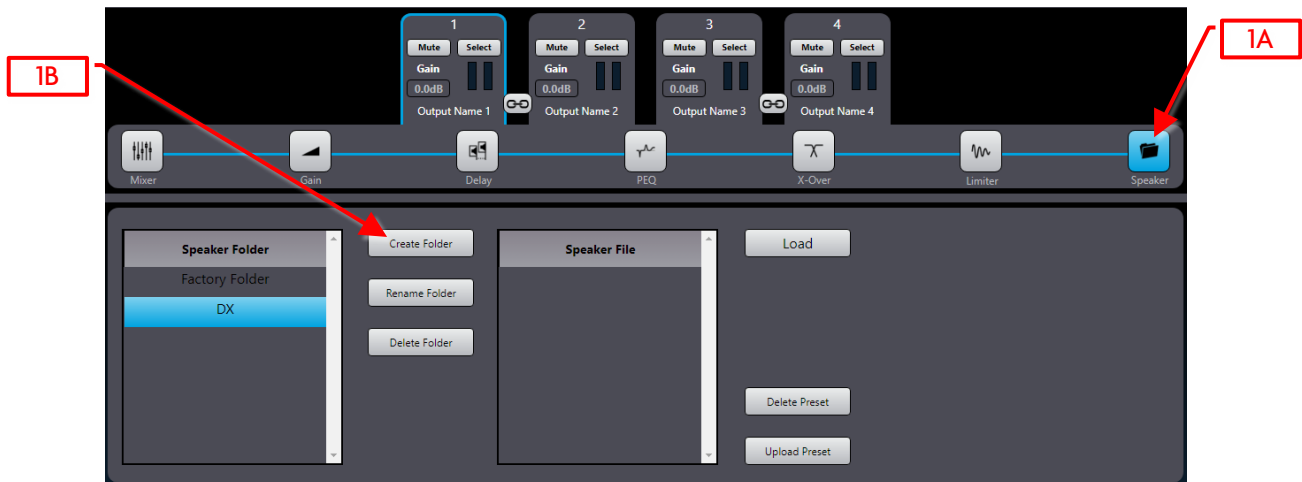 1A
1B
1 2 3 4
Mute Select Mute Select Mute Select Mute Select
Gain Gain Gain Gain
0.0dB 0.0dB 0.0dB 0.0dB
Output Name 1 Output Name 2 Output Name 3 Output Name 4
Mixer Gain Delay PEQ X-Over Limiter Speaker
Speaker Folder
Factory Folder
DX
Create Folder
Rename Folder
Delete Folder
Speaker File
Load
Delete Preset
Upload Preset